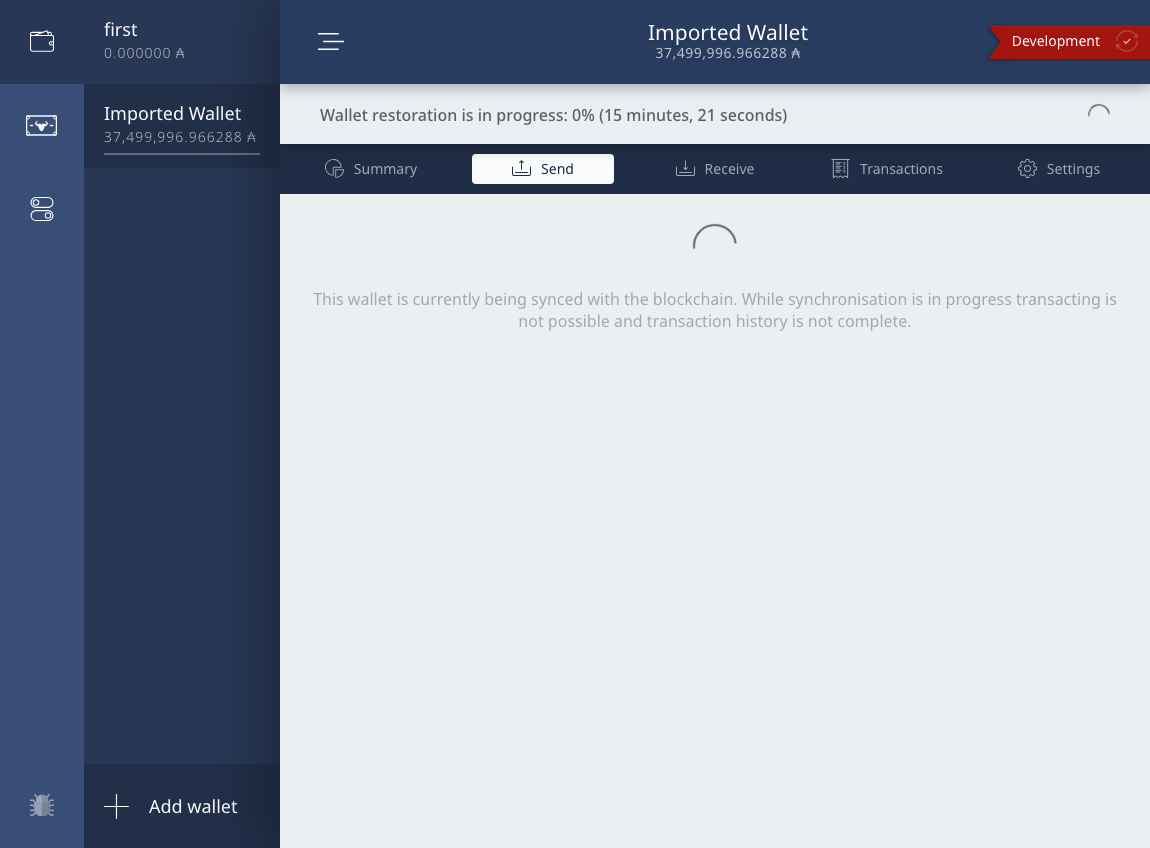 first
0.000000 ₳
Imported Wallet
37,499,996.966288 ₳
Add wallet
Imported Wallet
37,499,996.966288 ₳
Development
Wallet restoration is in progress: 0% (15 minutes, 21 seconds)
Summary
Send
Receive
Transactions
Settings
This wallet is currently being synced with the blockchain. While synchronisation is in progress transacting is
not possible and transaction history is not complete.